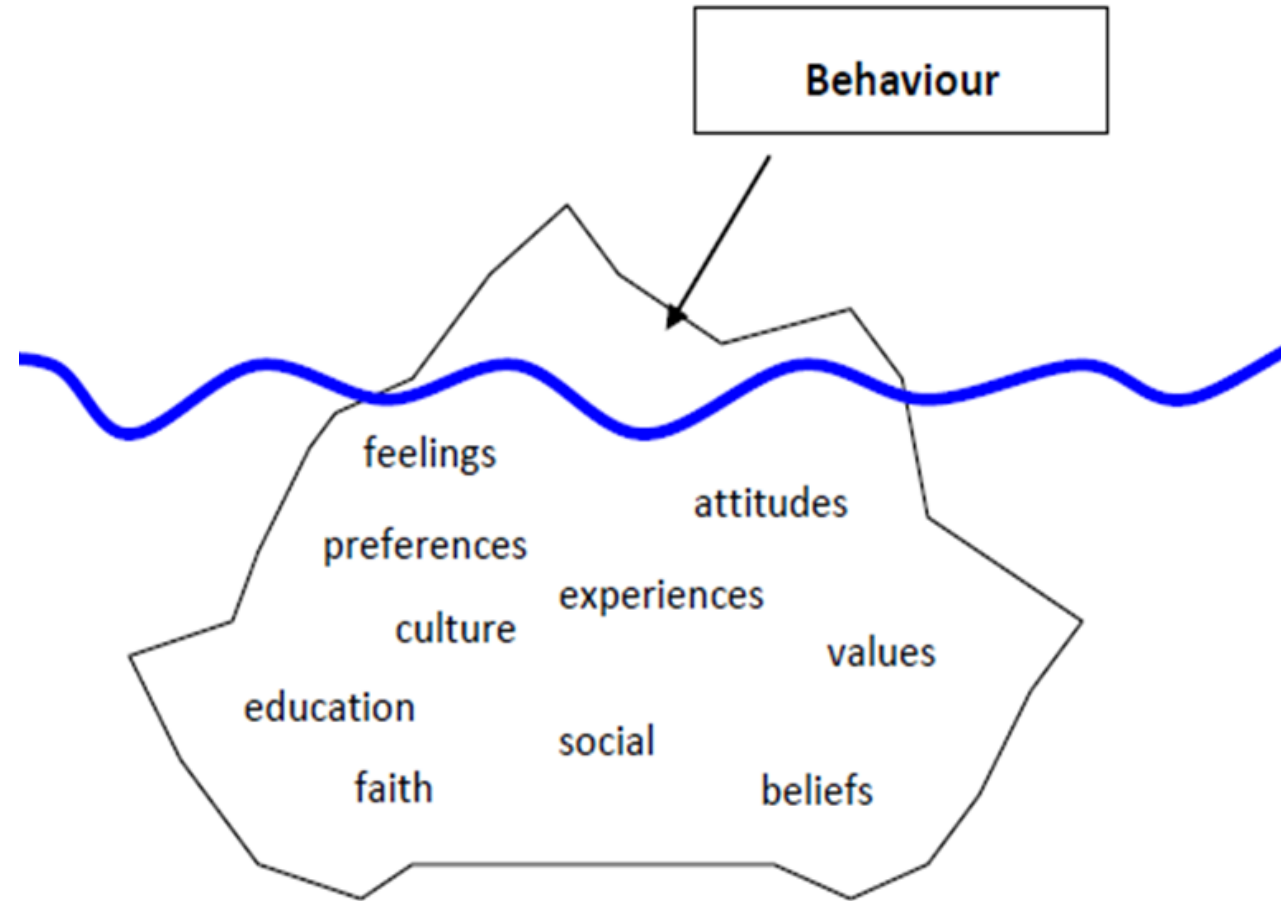 Behaviour
feelings
attitudes
preferences
experiences
culture
values
education
social
faith
beliefs